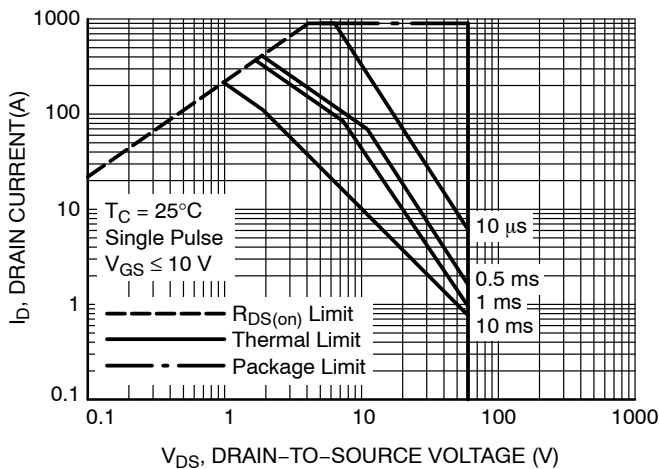 1000
100
10
1
0.1
I_D, DRAIN CURRENT(A)
T_C = 25°C
Single Pulse
V_GS ≤ 10 V
R_DS(on) Limit
Thermal Limit
Package Limit
10 μs
0.5 ms
1 ms
10 ms
0.1 1 10 100 1000
V_DS, DRAIN−TO−SOURCE VOLTAGE (V)